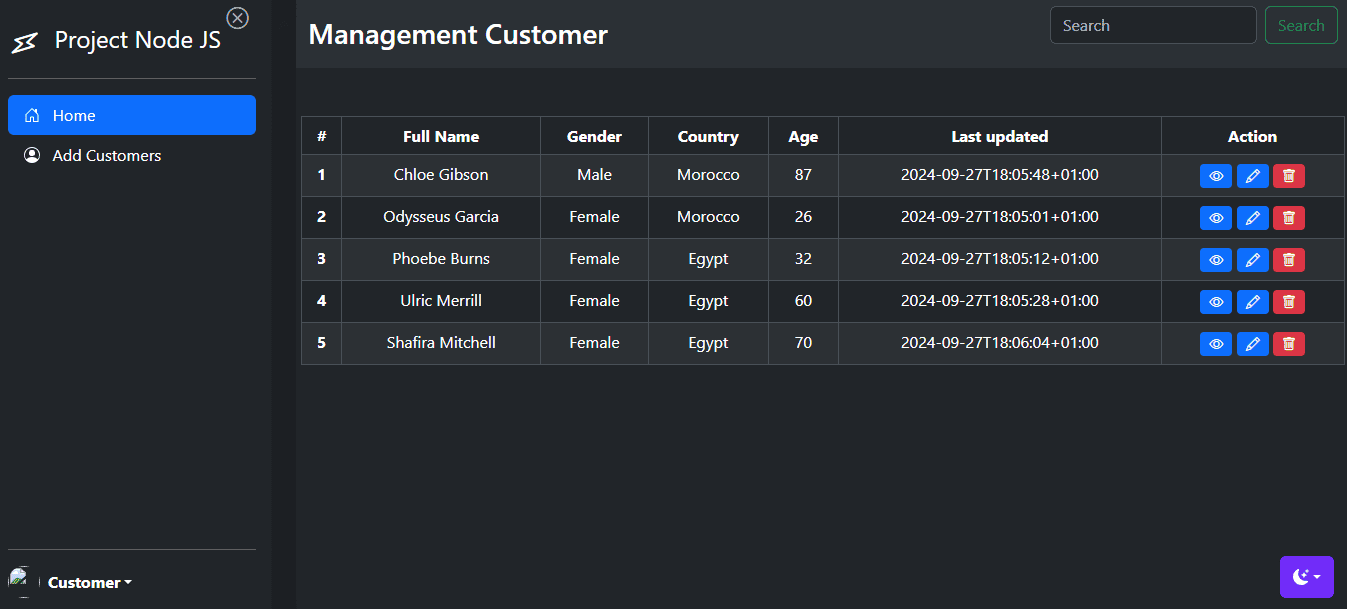 Project Node JS
Home
Add Customers
Customer
Management Customer
Search Search
# Full Name Gender Country Age Last updated Action
1 Chloe Gibson Male Morocco 87 2024-09-27T18:05:48+01:00
2 Odysseus Garcia Female Morocco 26 2024-09-27T18:05:01+01:00
3 Phoebe Burns Female Egypt 32 2024-09-27T18:05:12+01:00
4 Ulric Merrill Female Egypt 60 2024-09-27T18:05:28+01:00
5 Shafira Mitchell Female Egypt 70 2024-09-27T18:06:04+01:00